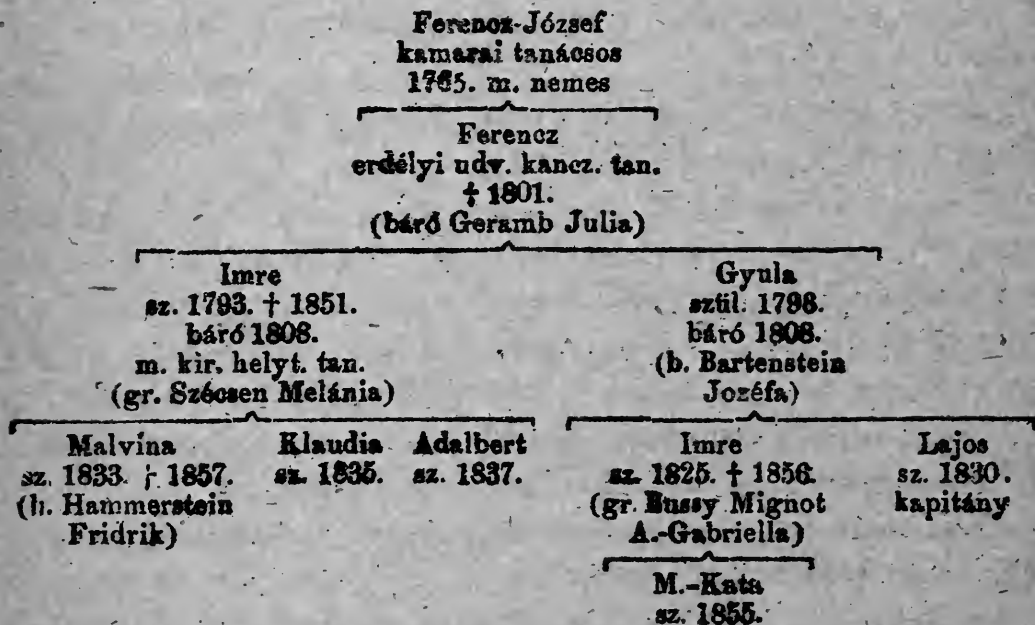 Ferencz-József
kamarai tanácsos
1765. m. nemes
Ferencz
erdélyi udv. kancz. tan.
† 1801.
(báró Geramb Julia)
Imre
sz. 1793. † 1851.
báró 1808.
m. kir. helyt. tan.
(gr. Szécsen Melánia)
Gyula
szül. 1798.
báró 1808.
(b. Bartenstein
Jozéfa)
Malvína
sz. 1833. † 1857.
(h. Hammerstein
Fridrik)
Klaudia
sz. 1835.
Adalbert
sz. 1837.
Imre
sz. 1825. † 1856.
(gr. Bussy Mignot
A.-Gabriella)
Lajos
sz. 1830.
kapitány
M.-Kata
sz. 1855.